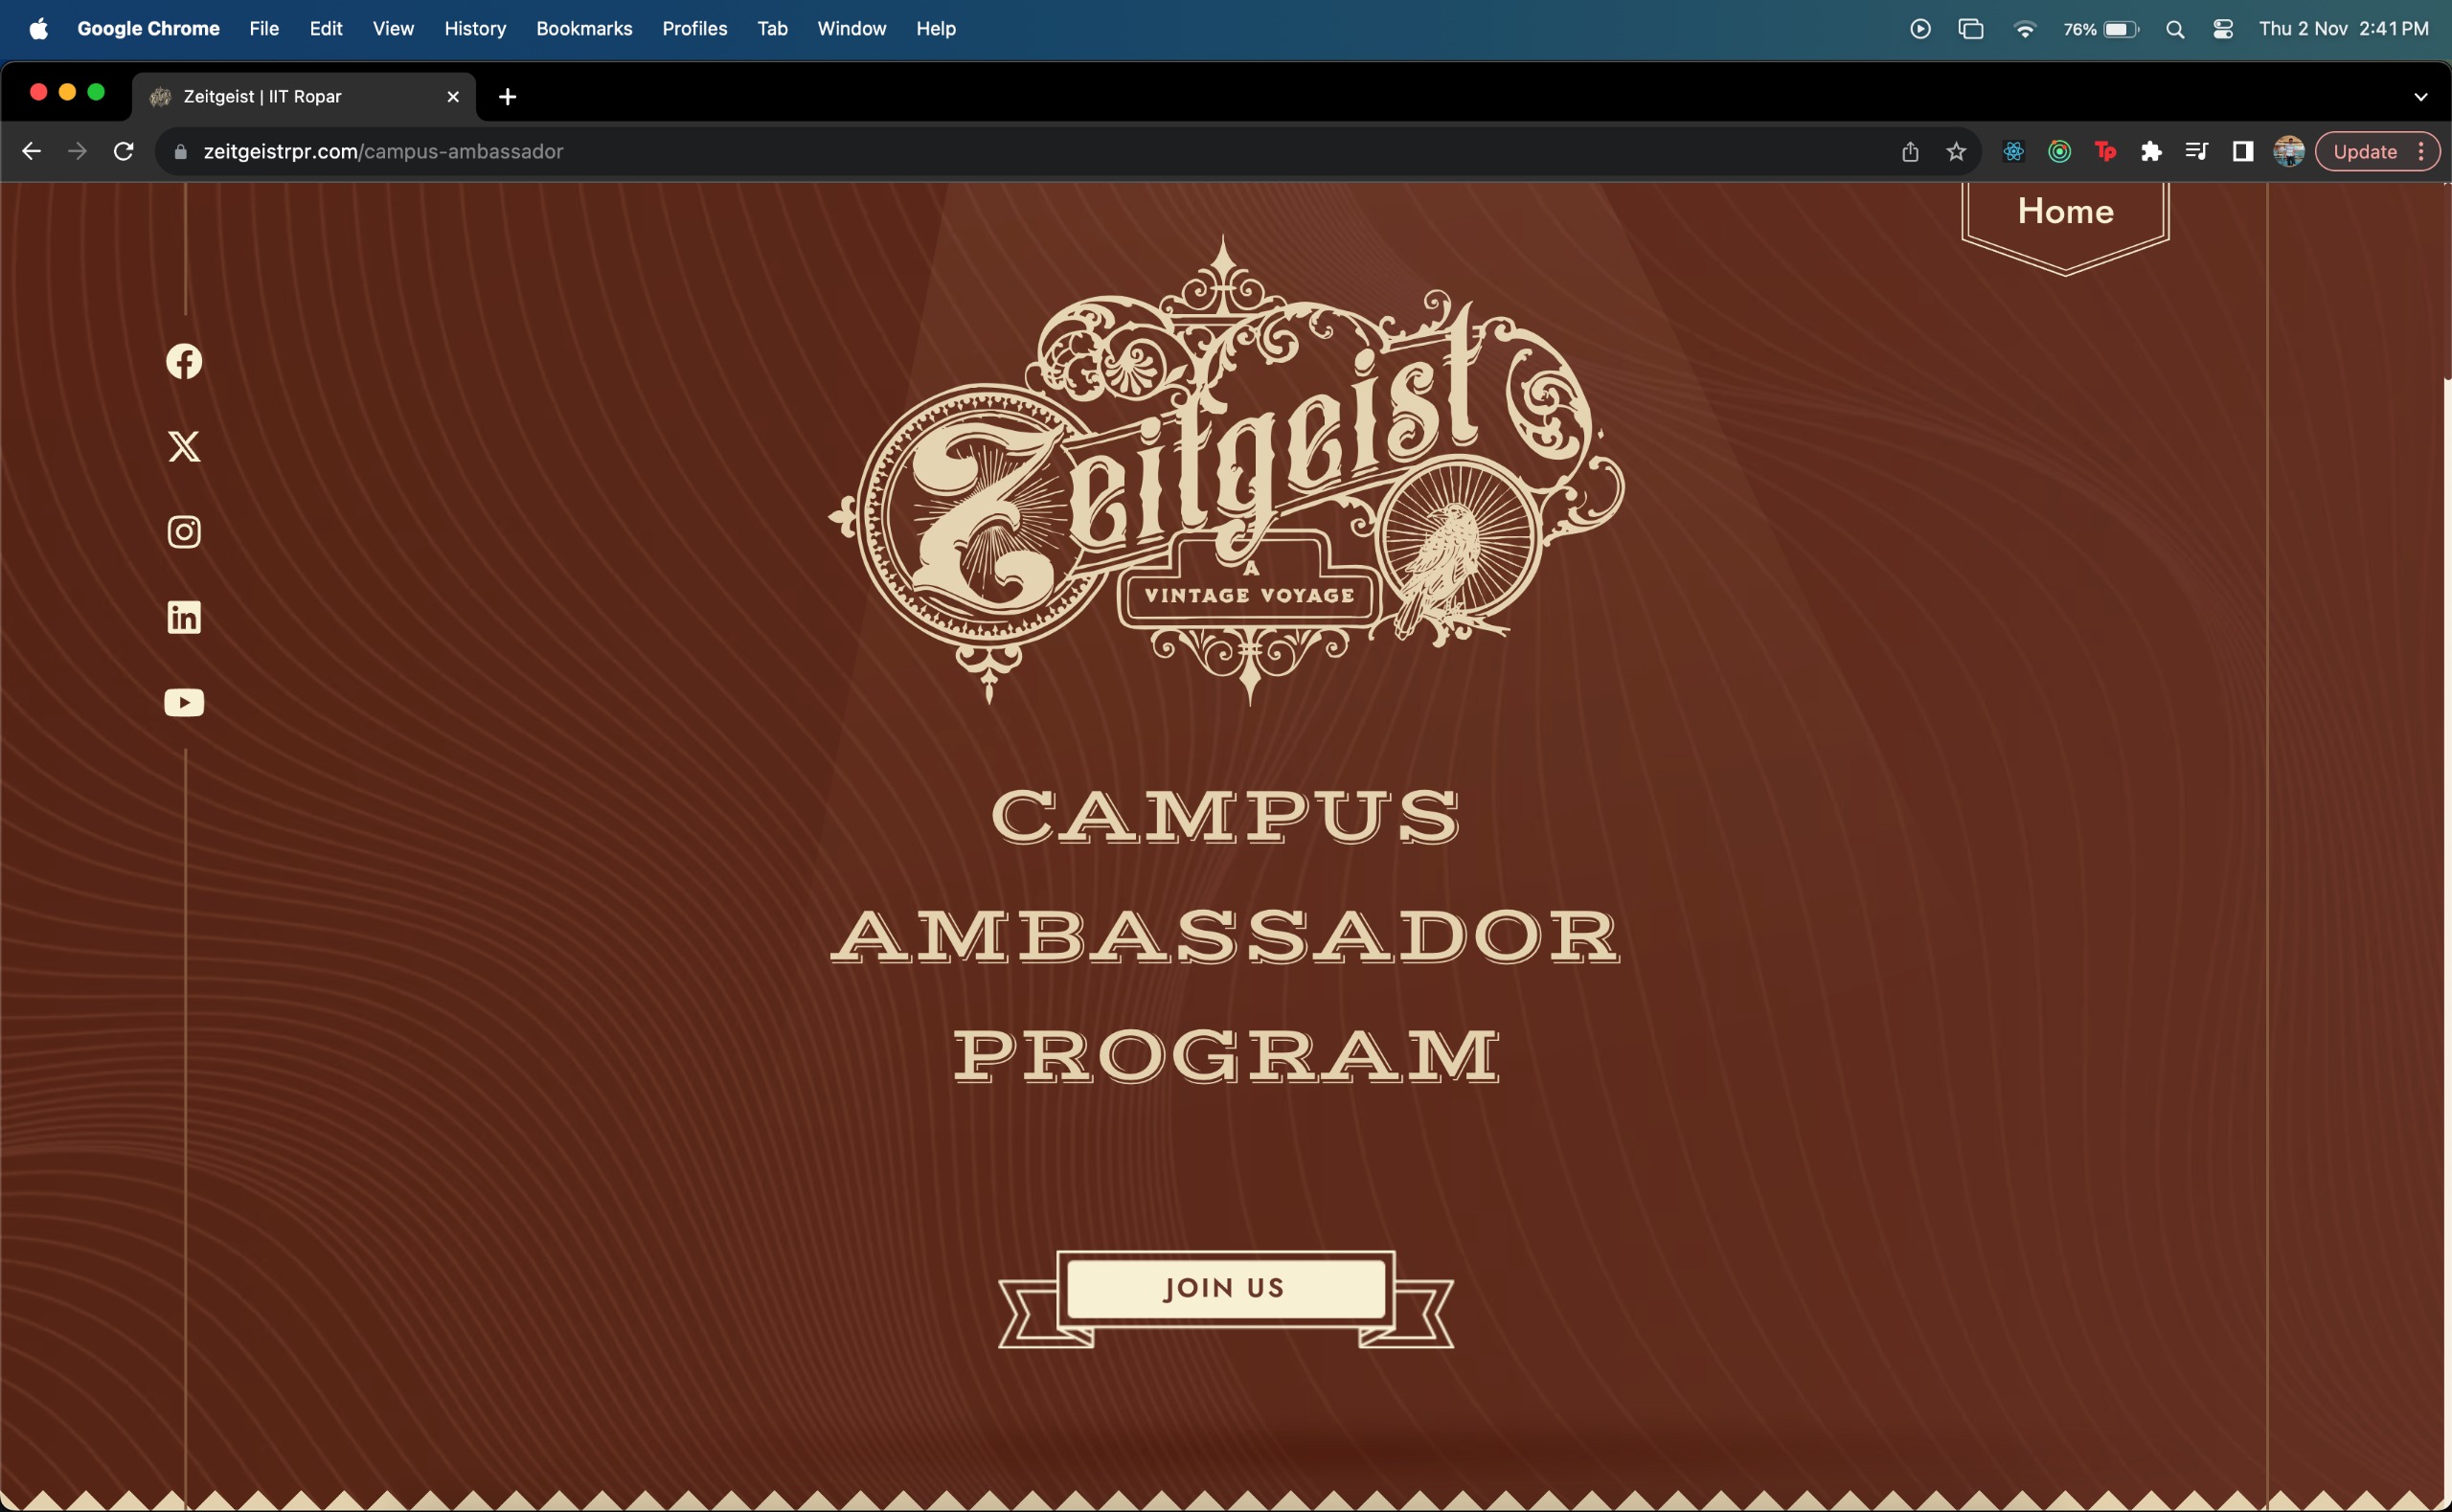 Google Chrome File Edit View History Bookmarks Profiles Tab Window Help 76% Thu 2 Nov 2:41 PM
Zeitgeist | IIT Ropar
zeitgeistrpr.com/campus-ambassador Tp Update
Home
Zeitgeist
A
VINTAGE VOYAGE
CAMPUS
AMBASSADOR
PROGRAM
JOIN US